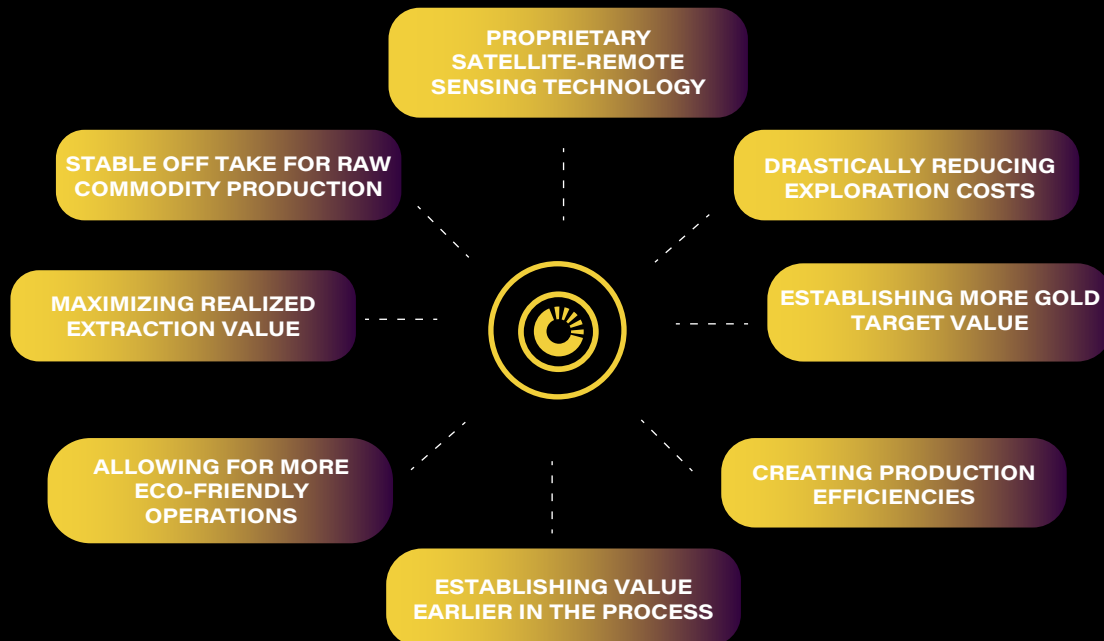 PROPRIETARY
SATELLITE-REMOTE
SENSING TECHNOLOGY
STABLE OFF TAKE FOR RAW
COMMODITY PRODUCTION
DRASTICALLY REDUCING
EXPLORATION COSTS
MAXIMIZING REALIZED
EXTRACTION VALUE
ESTABLISHING MORE GOLD
TARGET VALUE
ALLOWING FOR MORE
ECO-FRIENDLY
OPERATIONS
CREATING PRODUCTION
EFFICIENCIES
ESTABLISHING VALUE
EARLIER IN THE PROCESS